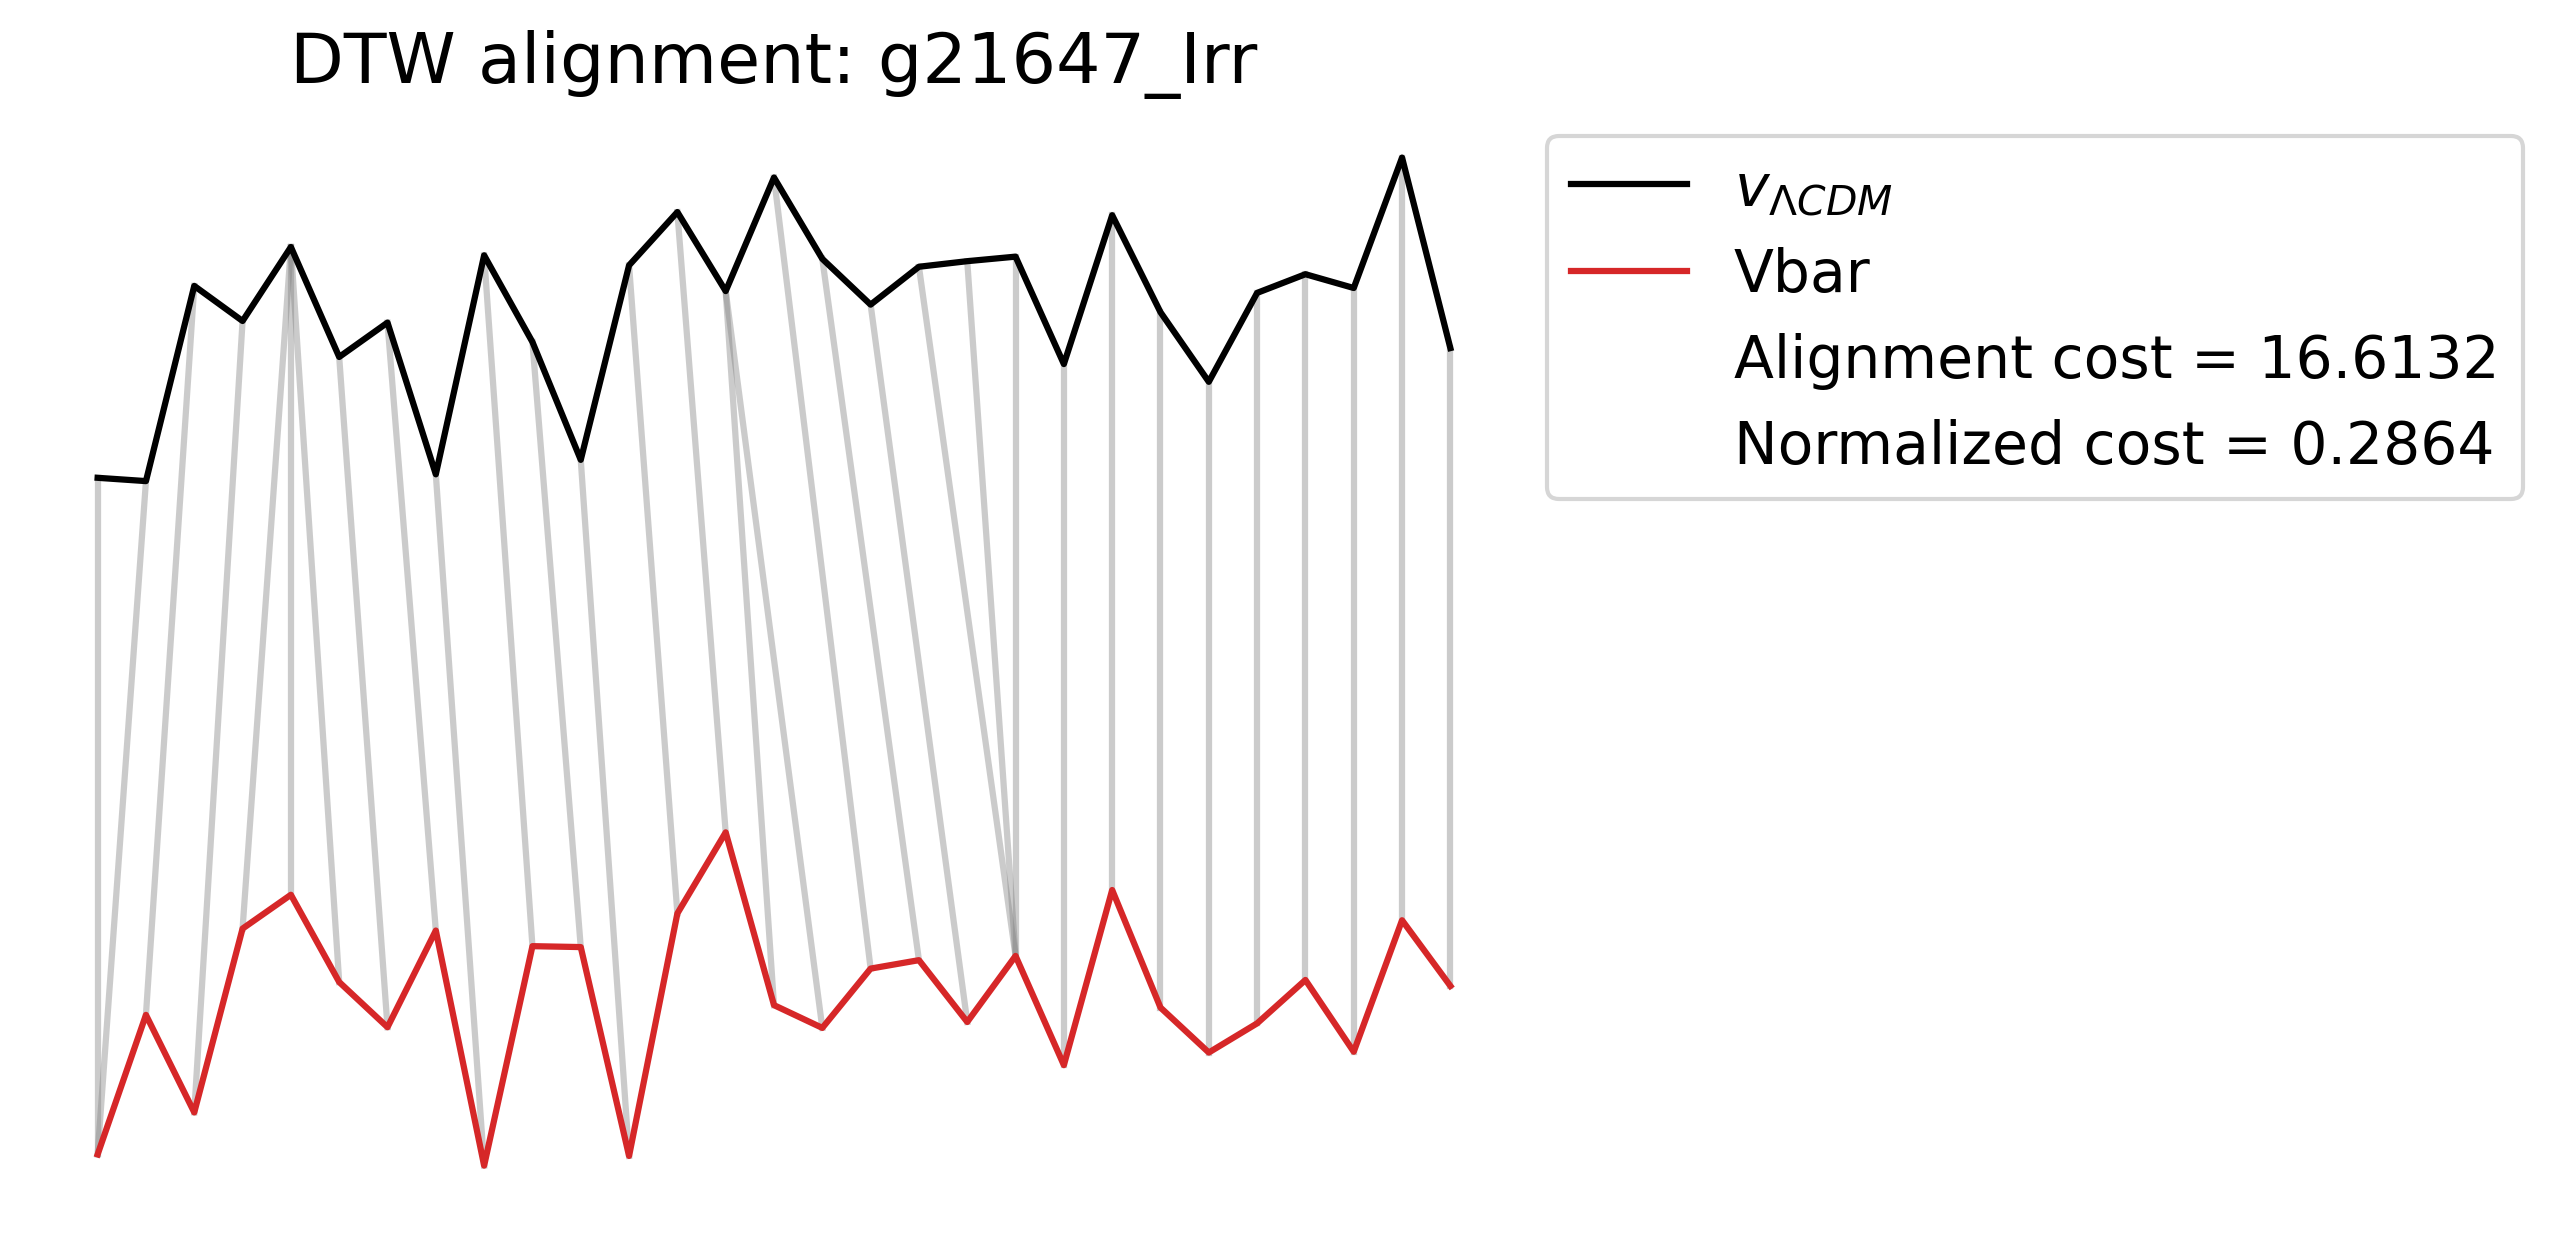 DTW alignment: g21647_Irr
v_ΛCDM
Vbar
Alignment cost = 16.6132
Normalized cost = 0.2864